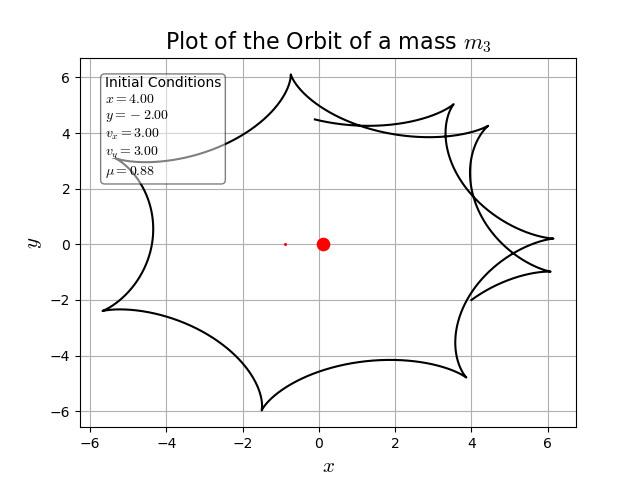 Plot of the Orbit of a mass m₃
Initial Conditions
x = 4.00
y = − 2.00
vₓ = 3.00
v_y = 3.00
μ = 0.88
6
4
2
0
−2
−4
−6
y
−6 −4 −2 0 2 4 6
x